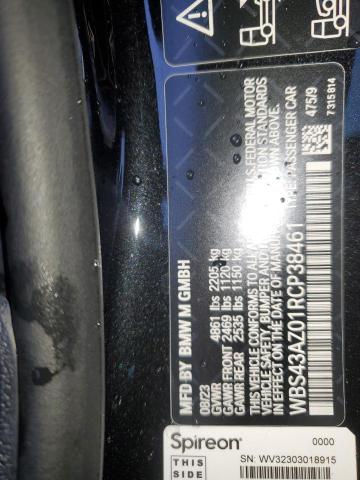 MFD BY BMW M GMBH
08/23
GVWR 4861 lbs 2205 kg
GAWR FRONT 2469 lbs 1120 kg
GAWR REAR 2535 lbs 1150 kg
THIS VEHICLE CONFORMS TO ALL FEDERAL MOTOR
VEHICLE SAFETY, BUMPER AND THEFT STANDARDS
IN EFFECT ON THE DATE OF MANUFACTURE SHOWN ABOVE.
WBS43AZ01RCP38461
PASSENGER CAR
475/9
7315814
Spireon
0000
SN: WV32303018915
THIS
SIDE